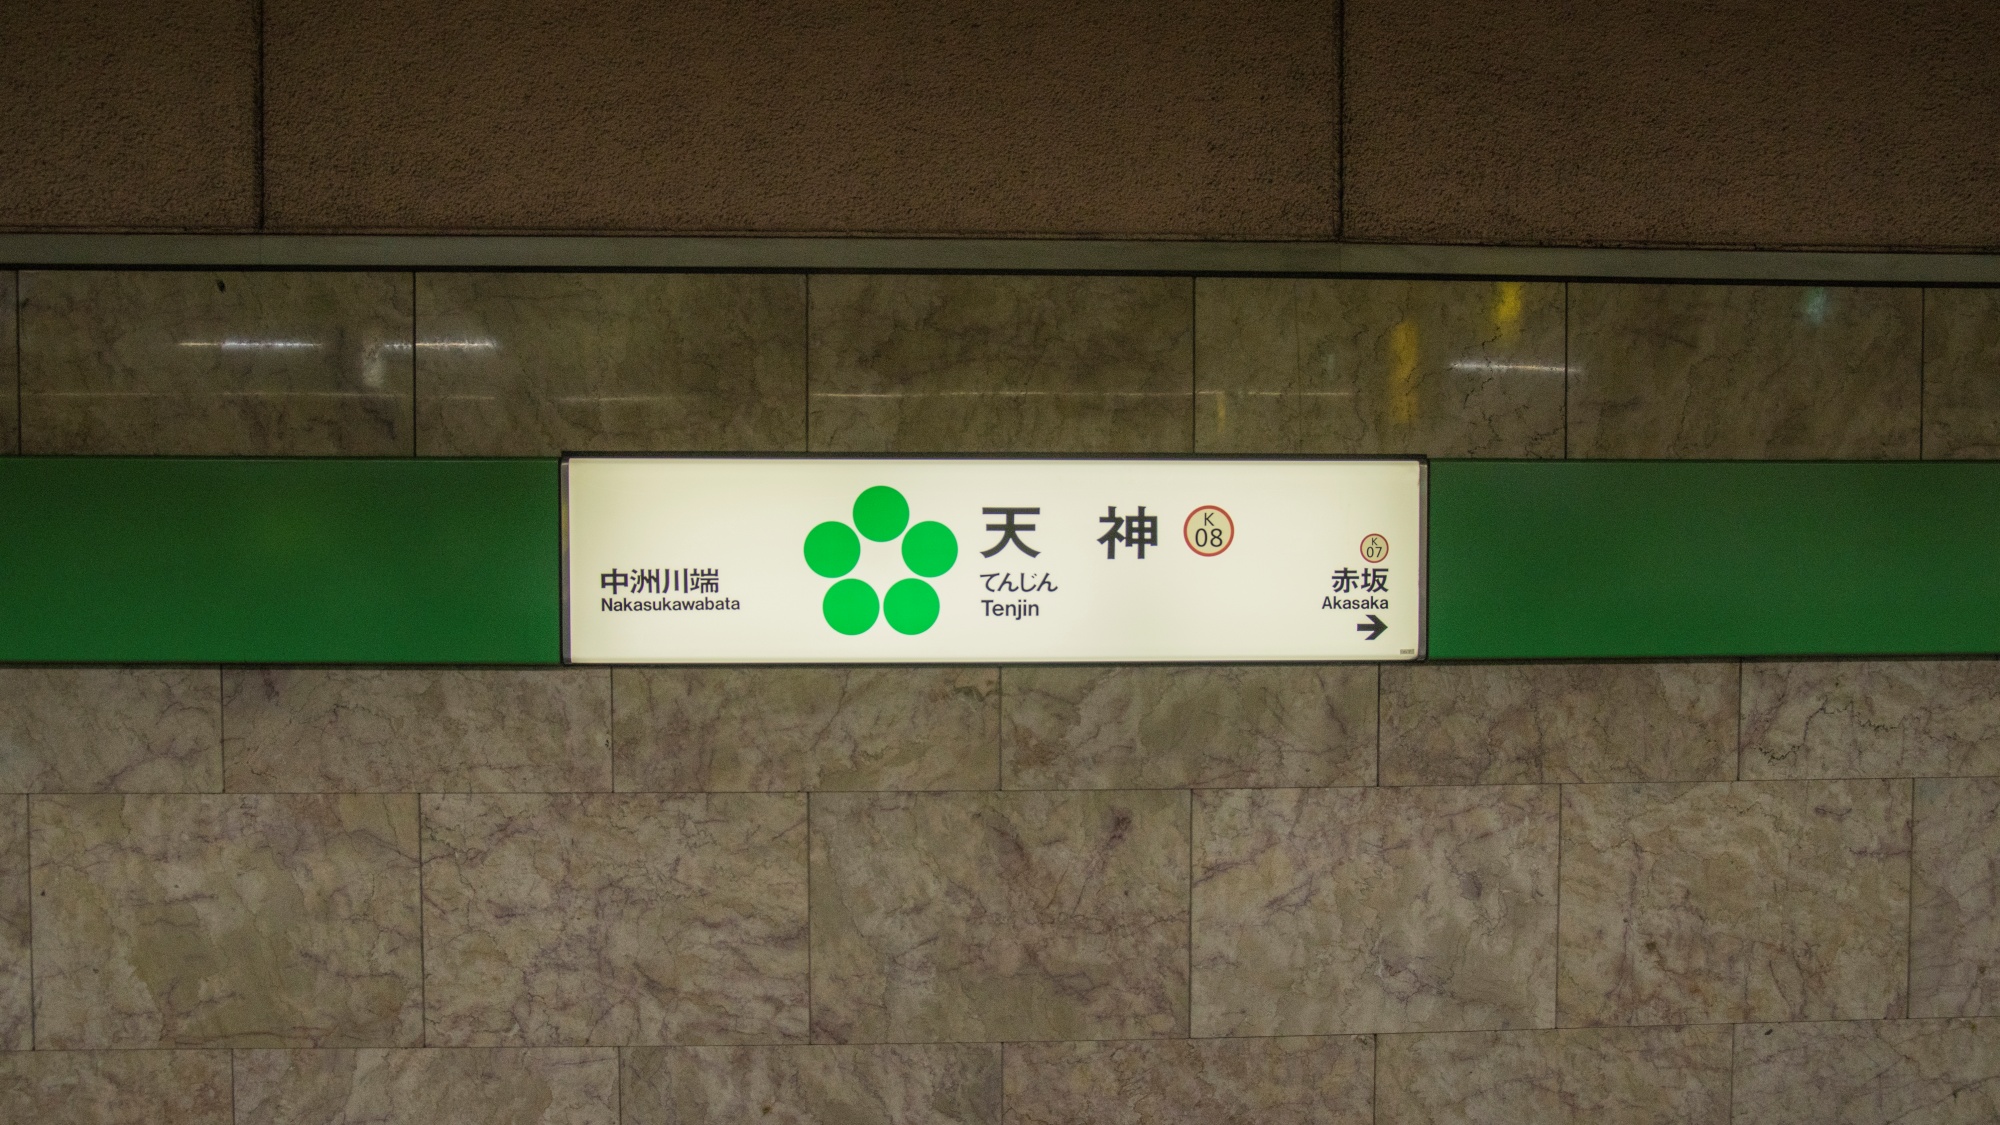 中洲川端
Nakasukawabata
天 神
K
08
てんじん
Tenjin
K
07
赤坂
Akasaka